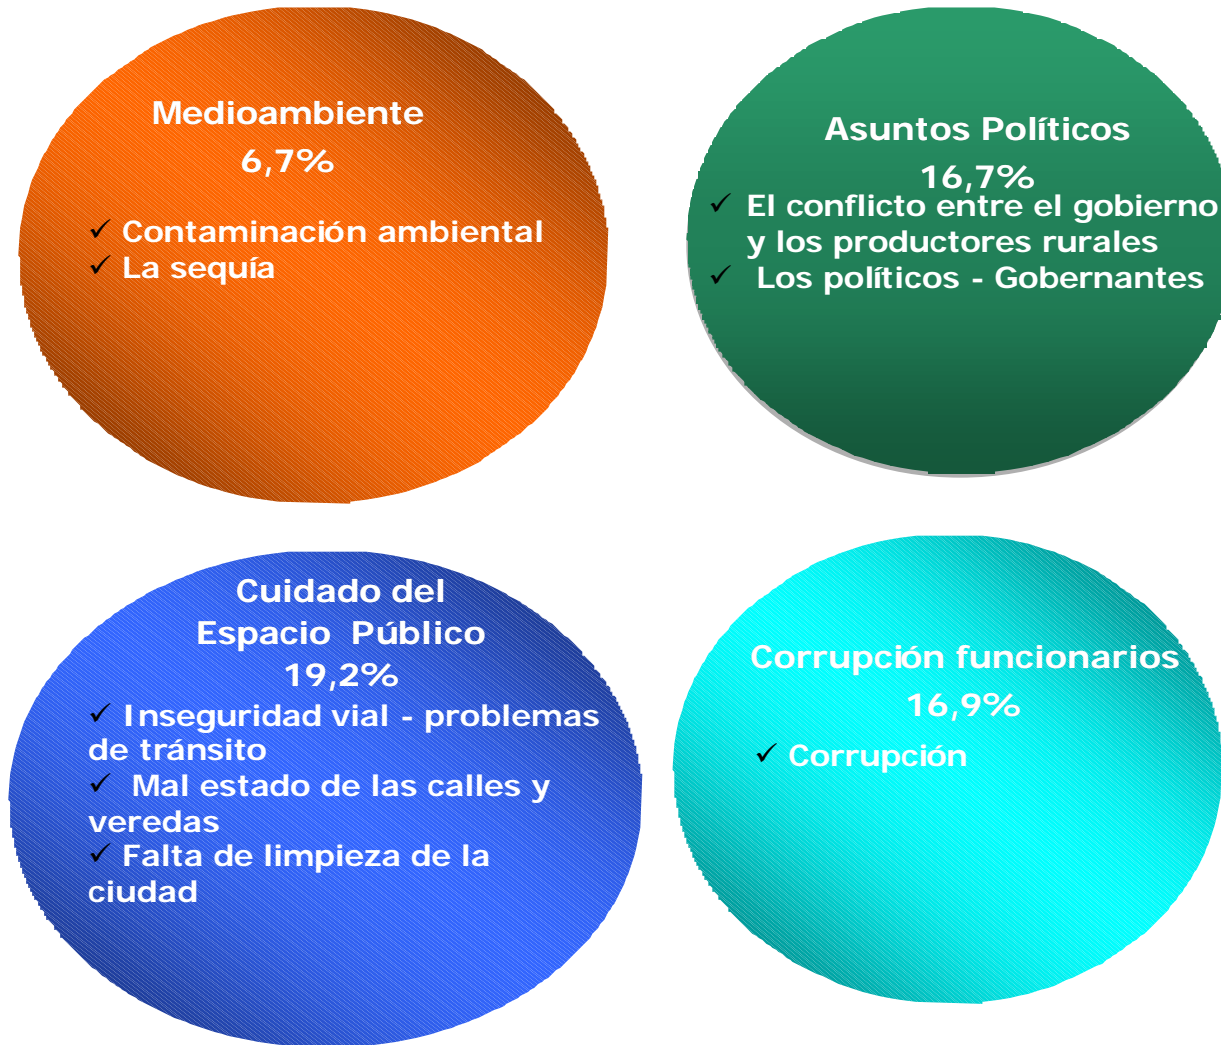 Medioambiente
6,7%
✓ Contaminación ambiental
✓ La sequía
Asuntos Políticos
16,7%
✓ El conflicto entre el gobierno
y los productores rurales
✓ Los políticos - Gobernantes
Cuidado del
Espacio Público
19,2%
✓ Inseguridad vial - problemas
de tránsito
✓ Mal estado de las calles y
veredas
✓ Falta de limpieza de la
ciudad
Corrupción funcionarios
16,9%
✓ Corrupción